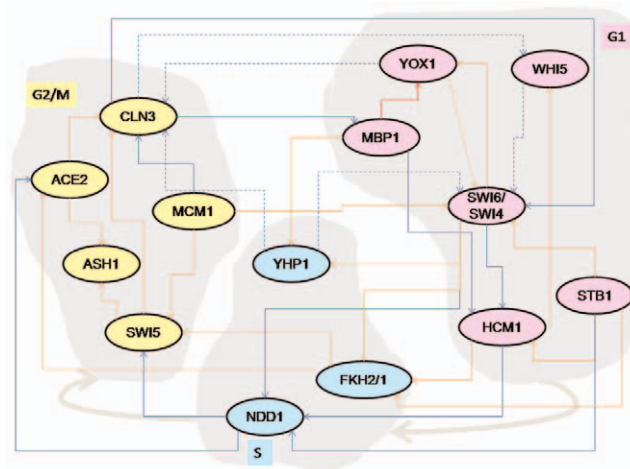 G1
YOX1
WHI5
G2/M
CLN3
MBP1
ACE2
SWI6/
SWI4
MCM1
ASH1
YHP1
STB1
SWI5
HCM1
FKH2/1
NDD1
S